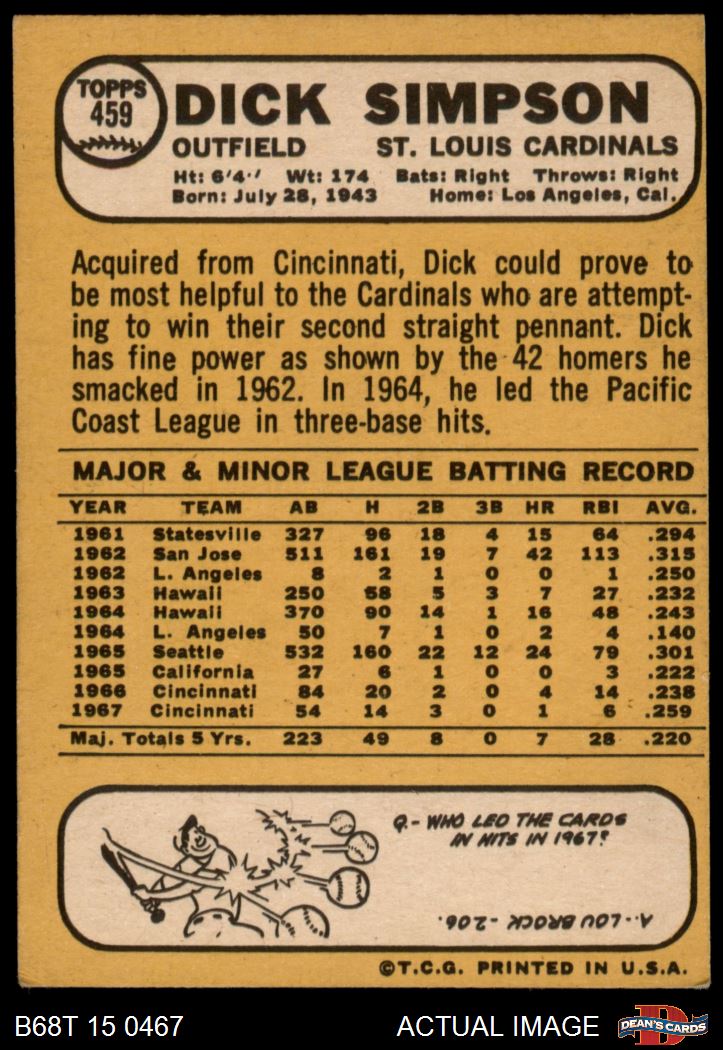 TOPPS
459
DICK SIMPSON
OUTFIELD ST. LOUIS CARDINALS
Ht: 6'4" Wt: 174 Bats: Right Throws: Right
Born: July 28, 1943 Home: Los Angeles, Cal.
Acquired from Cincinnati, Dick could prove to
be most helpful to the Cardinals who are attempt-
ing to win their second straight pennant. Dick
has fine power as shown by the 42 homers he
smacked in 1962. In 1964, he led the Pacific
Coast League in three-base hits.
MAJOR & MINOR LEAGUE BATTING RECORD
YEAR TEAM AB H 2B 3B HR RBI AVG.
1961 Statesville 327 96 18 4 15 64 .294
1962 San Jose 511 161 19 7 42 113 .315
1962 L. Angeles 8 2 1 0 0 1 .250
1963 Hawaii 250 58 5 3 7 27 .232
1964 Hawaii 370 90 14 1 16 48 .243
1964 L. Angeles 50 7 1 0 2 4 .140
1965 Seattle 532 160 22 12 24 79 .301
1965 California 27 6 1 0 0 3 .222
1966 Cincinnati 84 20 2 0 4 14 .238
1967 Cincinnati 54 14 3 0 1 6 .259
Maj. Totals 5 Yrs. 223 49 8 0 7 28 .220
Q.- WHO LED THE CARDS
IN HITS IN 1967?
A.- LOU BROCK - 206.
©T.C.G. PRINTED IN U.S.A.
B68T 15 0467 ACTUAL IMAGE
D
DEAN'S CARDS